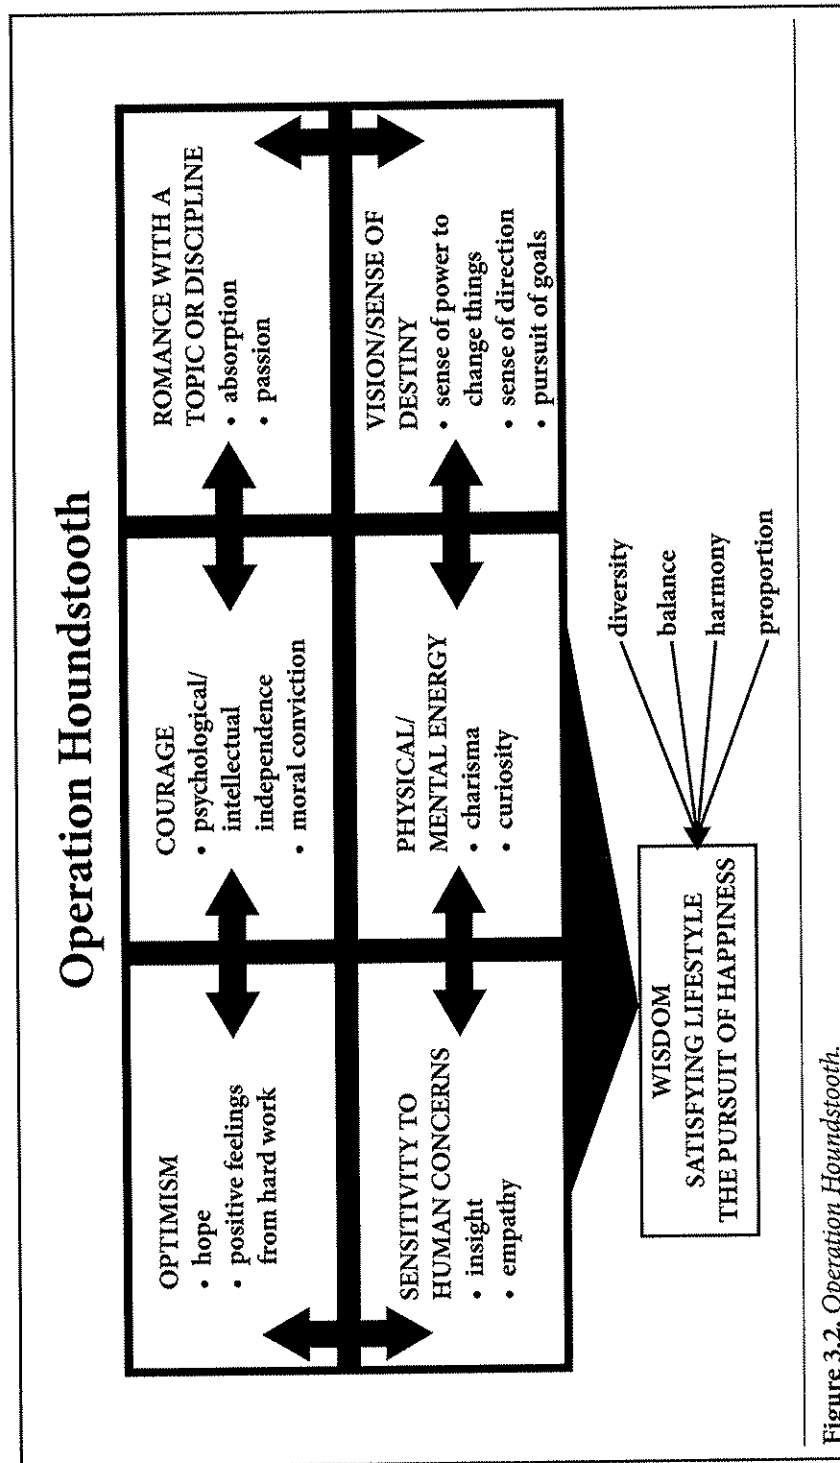 Operation Houndstooth
OPTIMISM
• hope
• positive feelings
from hard work
COURAGE
• psychological/
intellectual
independence
• moral conviction
ROMANCE WITH A
TOPIC OR DISCIPLINE
• absorption
• passion
SENSITIVITY TO
HUMAN CONCERNS
• insight
• empathy
PHYSICAL/
MENTAL ENERGY
• charisma
• curiosity
VISION/SENSE OF
DESTINY
• sense of power to
change things
• sense of direction
• pursuit of goals
WISDOM
SATISFYING LIFESTYLE
THE PURSUIT OF HAPPINESS
diversity
balance
harmony
proportion
Figure 3.2. Operation Houndstooth.